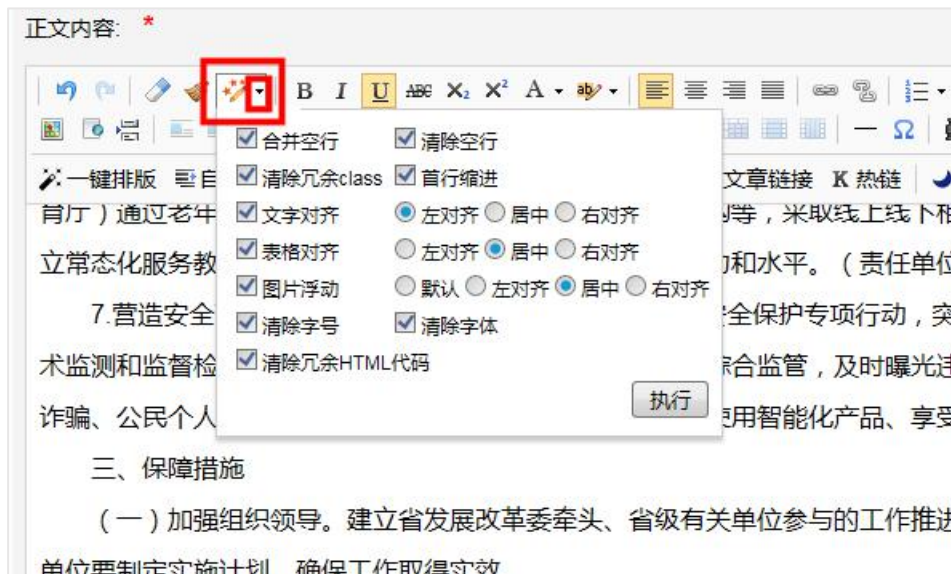 正文内容: *
B I U ABC X₂ X² A ab
Ω
一键排版 自 文章链接 K 热链
合并空行 清除空行
清除冗余class 首行缩进
文字对齐 左对齐 居中 右对齐
表格对齐 左对齐 居中 右对齐
图片浮动 默认 左对齐 居中 右对齐
清除字号 清除字体
清除冗余HTML代码
执行
育厅）通过老年 等，采取线上线下相
立常态化服务教 和水平。（责任单位
7.营造安全 全保护专项行动，突
术监测和监督检 综合监管，及时曝光违
诈骗、公民个人 使用智能化产品、享受
三、保障措施
（一）加强组织领导。建立省发展改革委牵头、省级有关单位参与的工作推进
单位要制定实施计划，确保工作取得实效